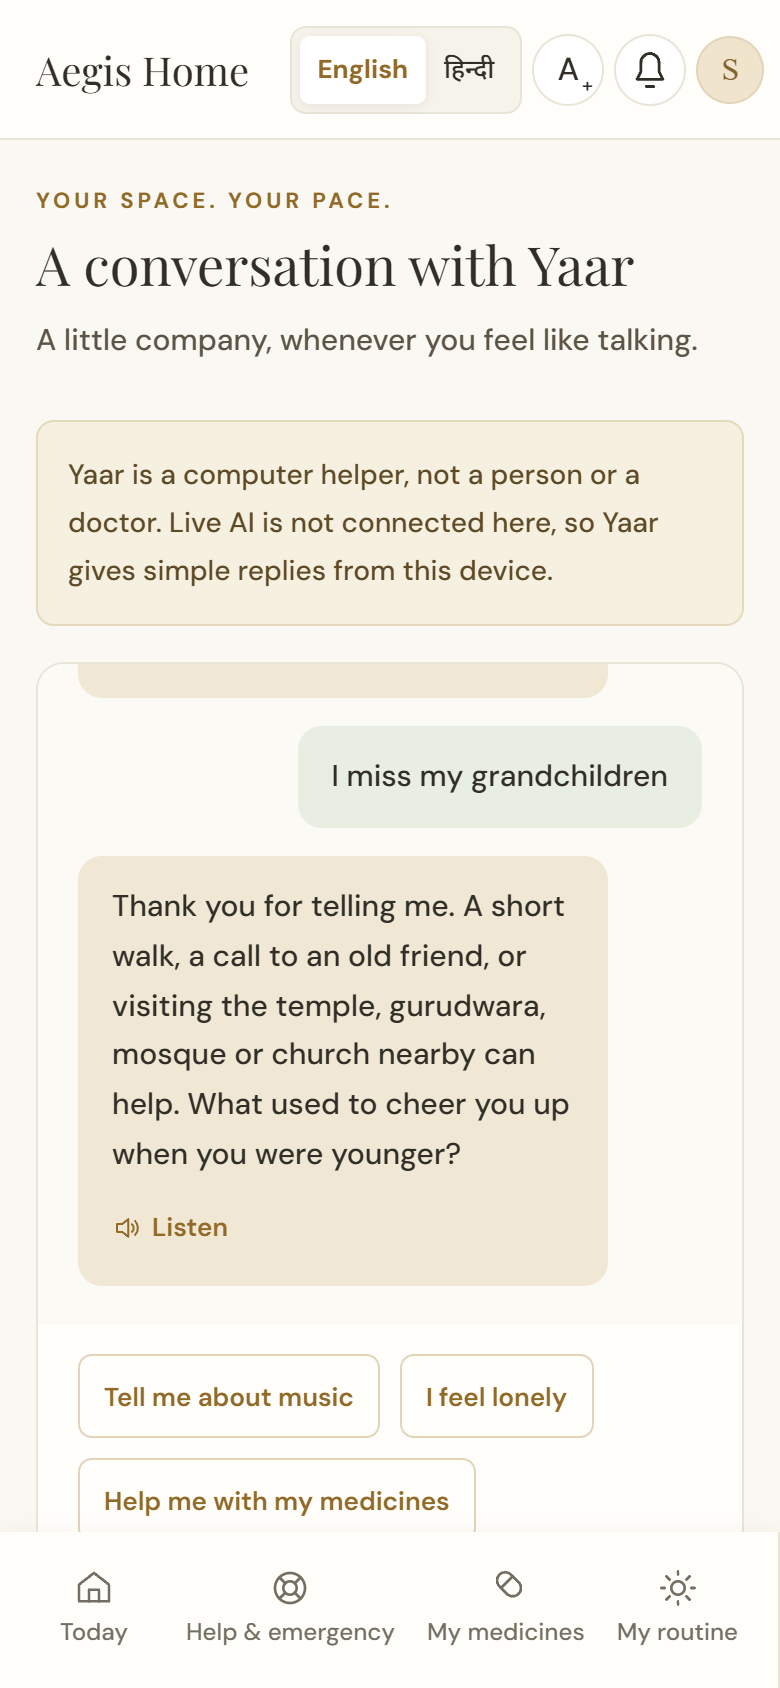 Aegis Home
English
हिन्दी
A+
S
YOUR SPACE. YOUR PACE.
A conversation with Yaar
A little company, whenever you feel like talking.
Yaar is a computer helper, not a person or a
doctor. Live AI is not connected here, so Yaar
gives simple replies from this device.
I miss my grandchildren
Thank you for telling me. A short
walk, a call to an old friend, or
visiting the temple, gurudwara,
mosque or church nearby can
help. What used to cheer you up
when you were younger?
Listen
Tell me about music
I feel lonely
Help me with my medicines
Today
Help & emergency
My medicines
My routine